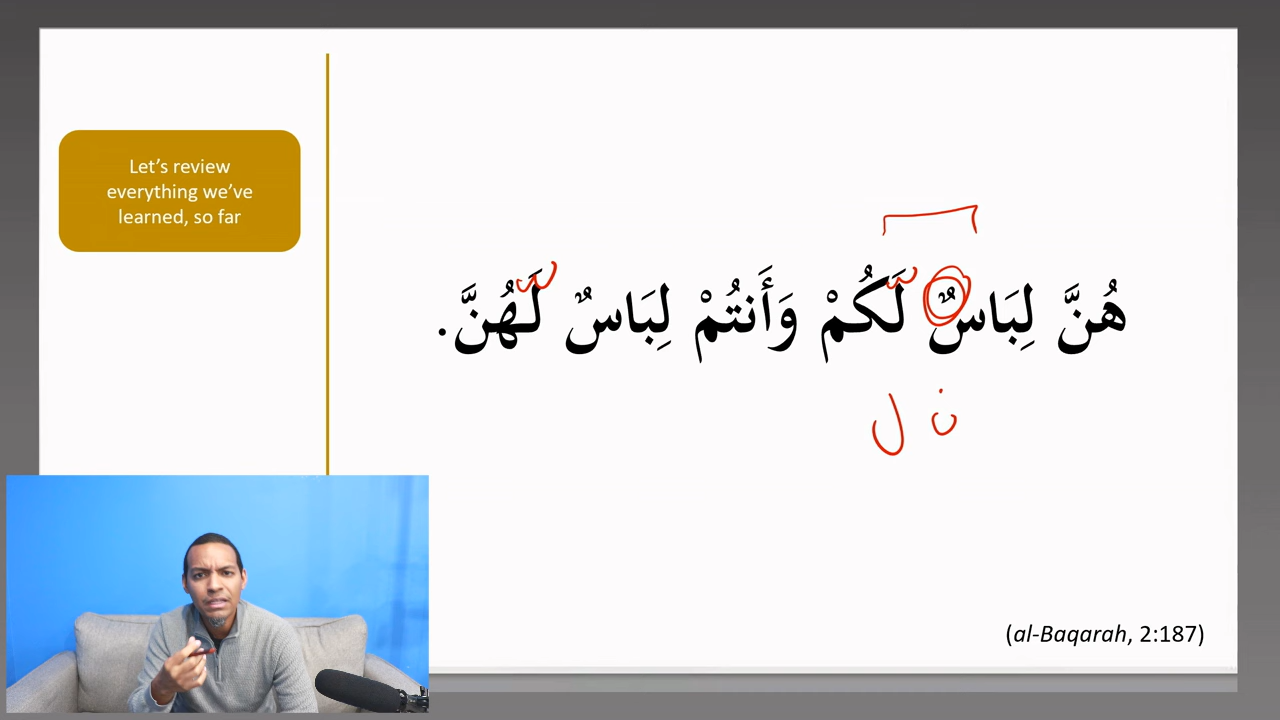 Let’s review
everything we’ve
learned, so far
هُنَّ لِبَاسٌ لَكُمْ وَأَنتُمْ لِبَاسٌ لَهُنَّ.
ن ل
(al-Baqarah, 2:187)